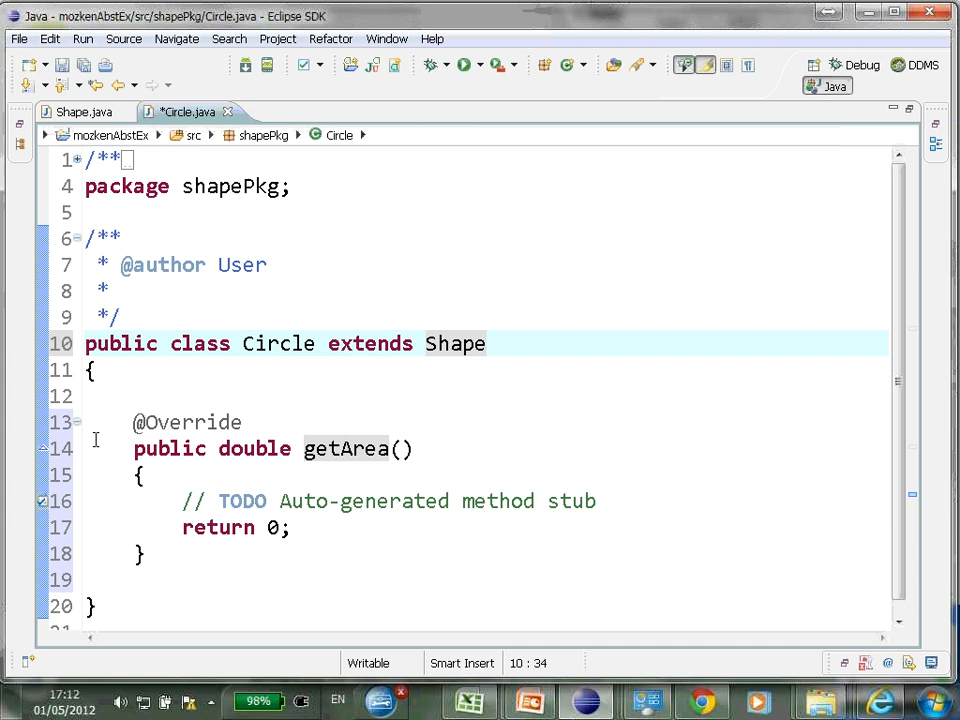 Java - mozkenAbstEx/src/shapePkg/Circle.java - Eclipse SDK
File Edit Run Source Navigate Search Project Refactor Window Help
Debug DDMS
Java
Shape.java *Circle.java
mozkenAbstEx src shapePkg Circle
1 /**
4 package shapePkg;
5
6 /**
7  * @author User
8  *
9  */
10 public class Circle extends Shape
11 {
12
13     @Override
14     public double getArea()
15     {
16         // TODO Auto-generated method stub
17         return 0;
18     }
19
20 }
21
Writable Smart Insert 10 : 34
17:12 98% EN
01/05/2012